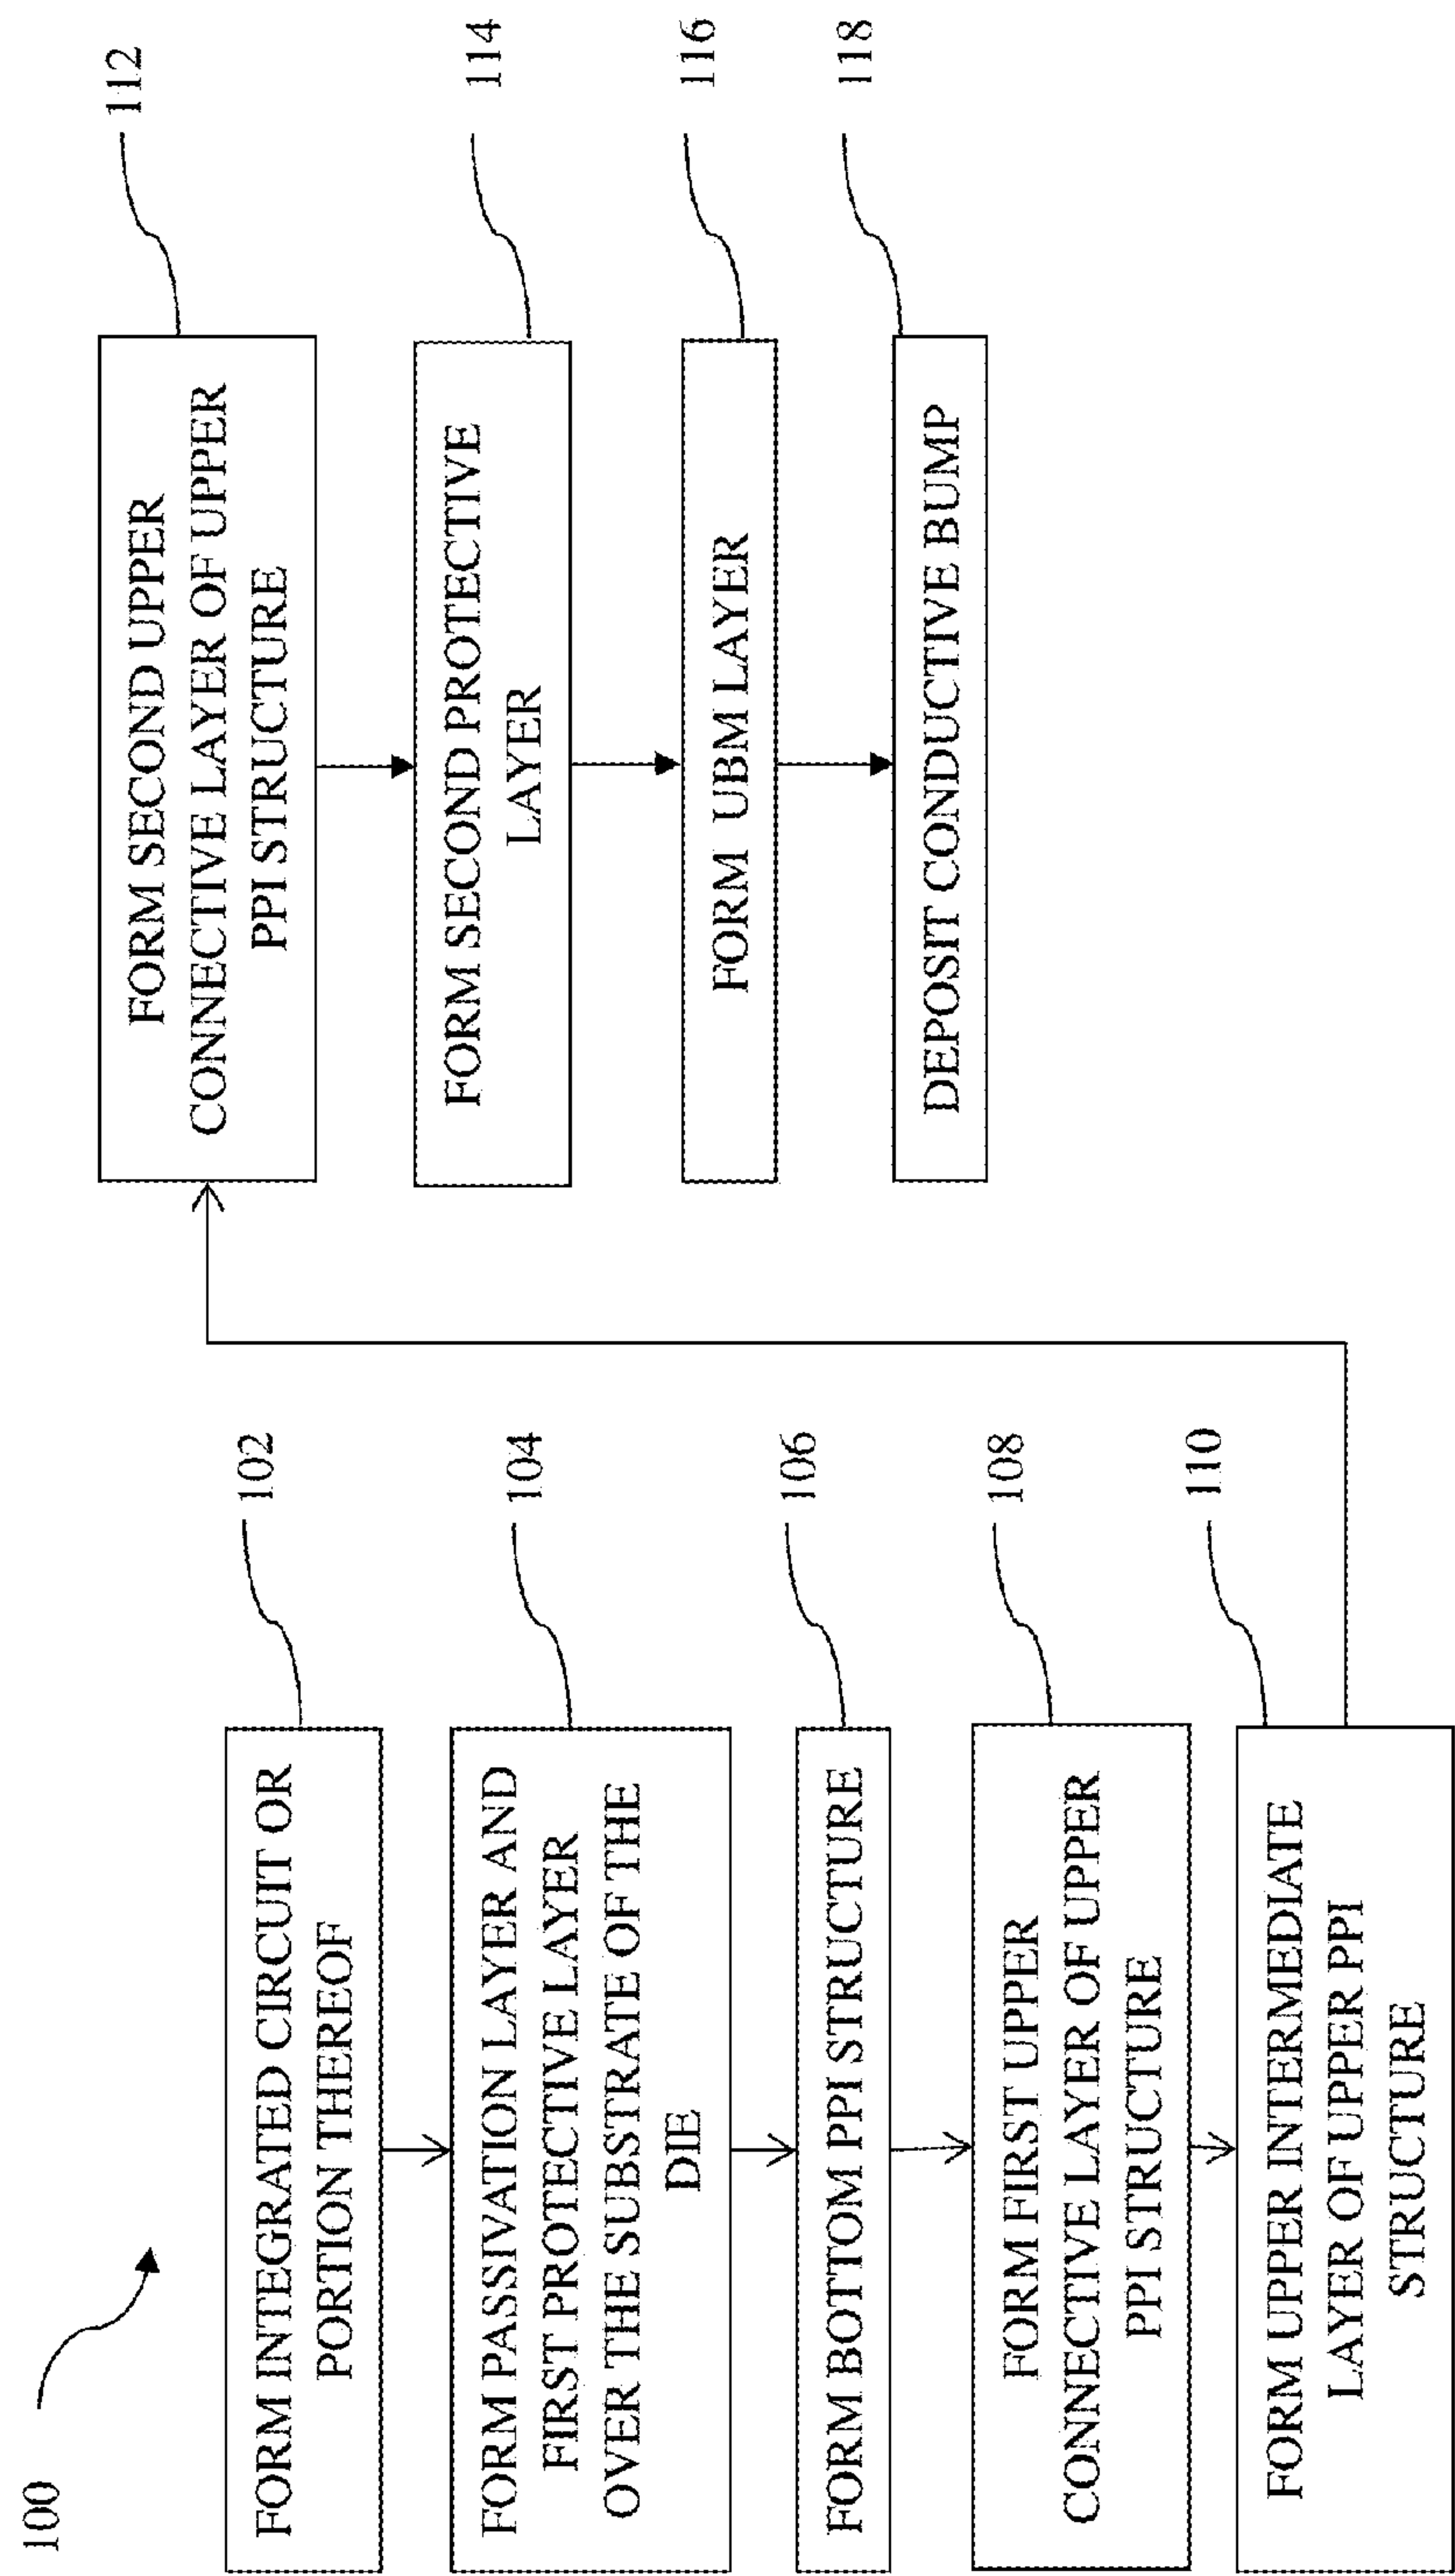 100
FORM INTEGRATED CIRCUIT OR
PORTION THEREOF
102
FORM PASSIVATION LAYER AND
FIRST PROTECTIVE LAYER
OVER THE SUBSTRATE OF THE
DIE
104
FORM BOTTOM PPI STRUCTURE
106
FORM FIRST UPPER
CONNECTIVE LAYER OF UPPER
PPI STRUCTURE
108
FORM UPPER INTERMEDIATE
LAYER OF UPPER PPI
STRUCTURE
110
FORM SECOND UPPER
CONNECTIVE LAYER OF UPPER
PPI STRUCTURE
112
FORM SECOND PROTECTIVE
LAYER
114
FORM UBM LAYER
116
DEPOSIT CONDUCTIVE BUMP
118